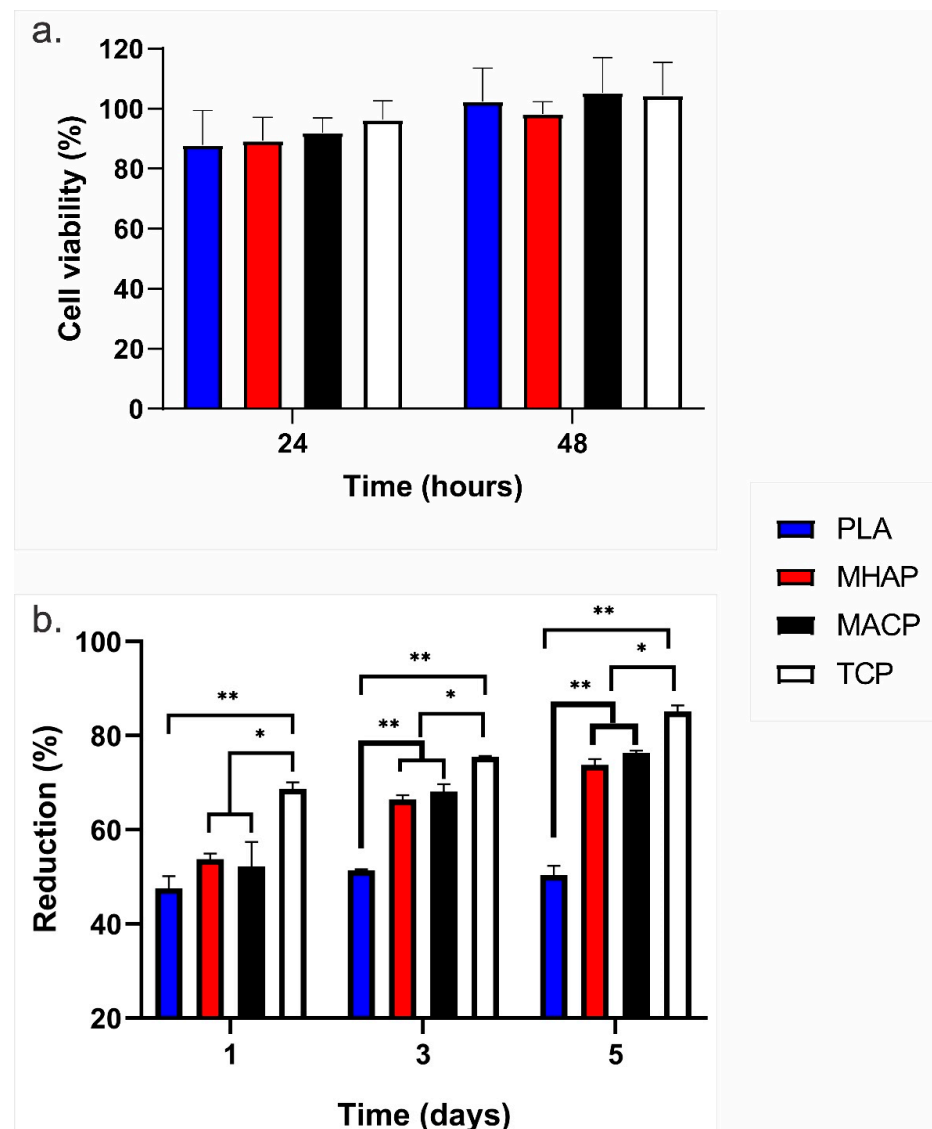 a.
120
100
80
60
40
20
0
Cell viability (%)
24 48
Time (hours)
PLA
MHAP
MACP
TCP
b.
100
80
60
40
20
Reduction (%)
** *
** ** *
** ** *
1 3 5
Time (days)